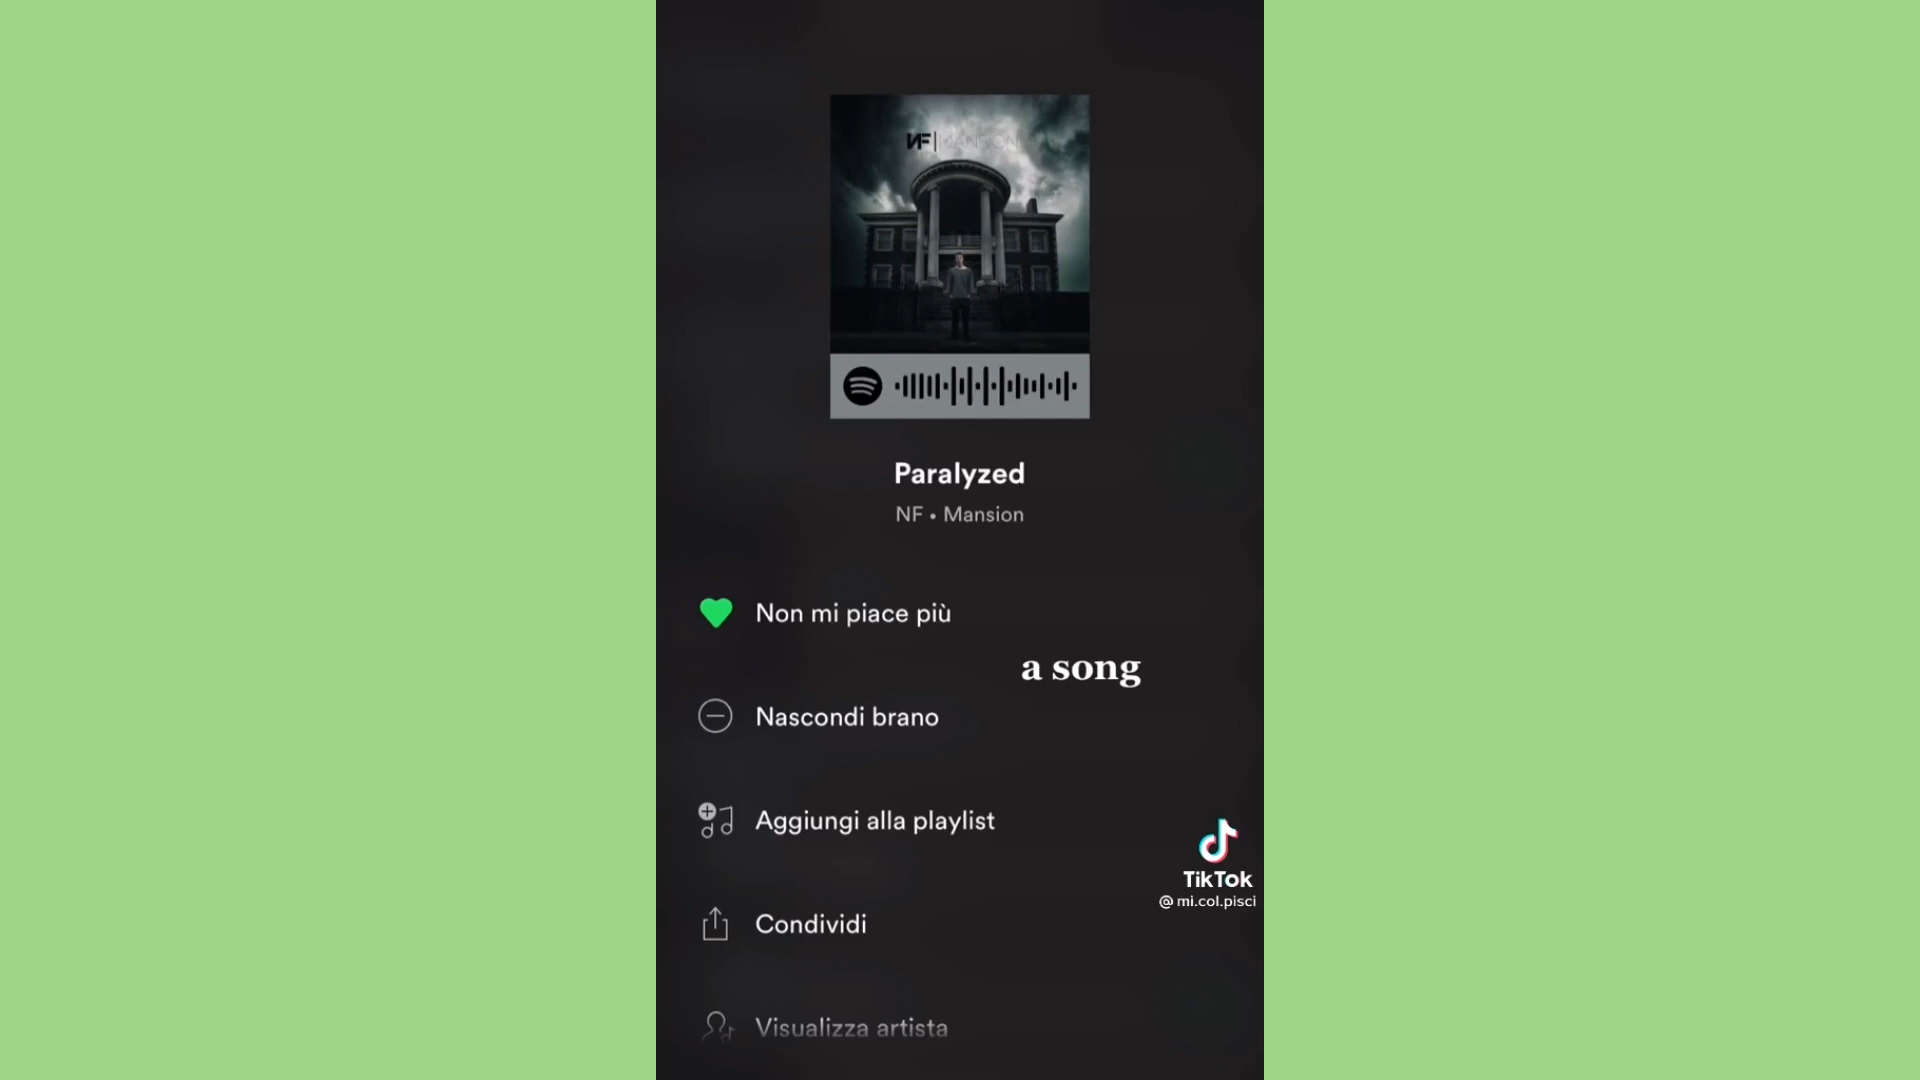 NF | MANSION
Paralyzed
NF • Mansion
Non mi piace più
a song
Nascondi brano
Aggiungi alla playlist
TikTok
@ mi.col.pisci
Condividi
Visualizza artista